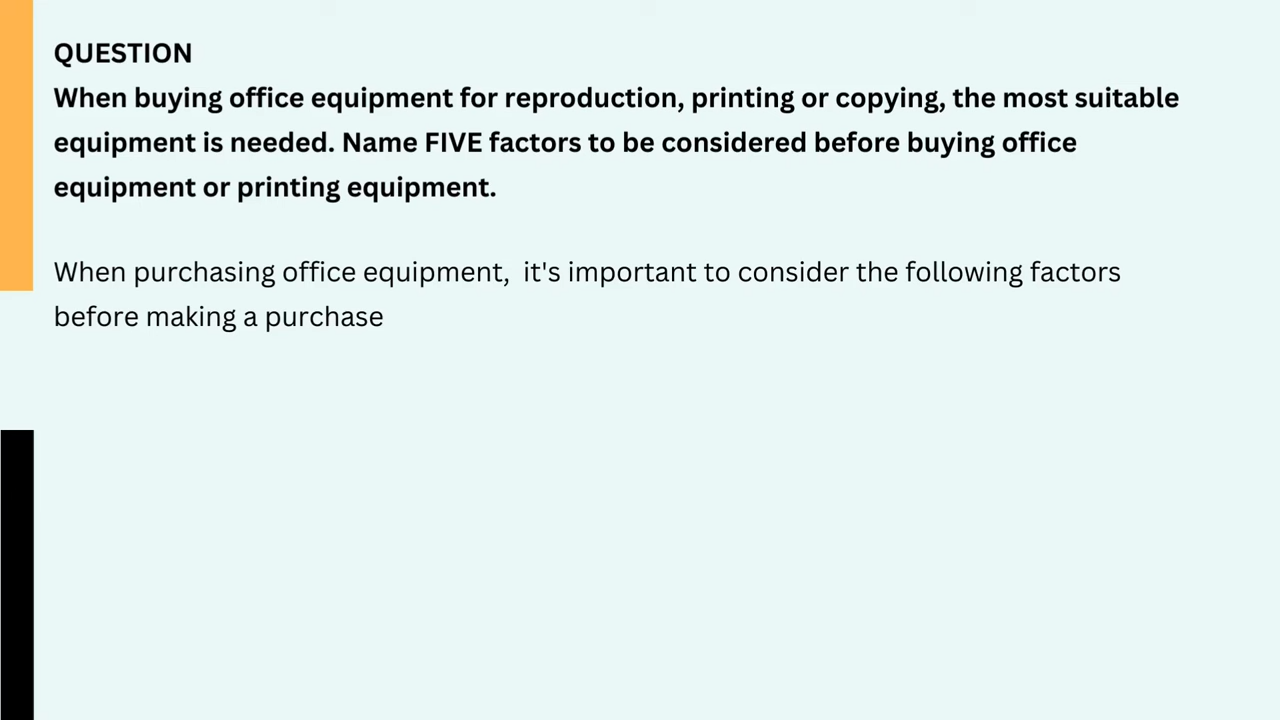 QUESTION
When buying office equipment for reproduction, printing or copying, the most suitable
equipment is needed. Name FIVE factors to be considered before buying office
equipment or printing equipment.
When purchasing office equipment,  it's important to consider the following factors
before making a purchase